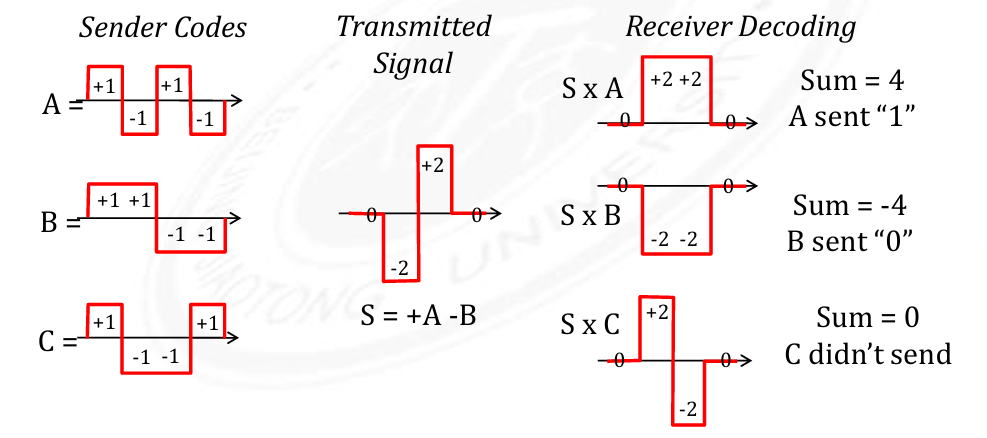 Sender Codes
Transmitted
Signal
Receiver Decoding
A =
+1
-1
+1
-1
B =
+1 +1
-1 -1
C =
+1
-1 -1
+1
0
-2
+2
0
S = +A -B
S x A
0
+2 +2
0
Sum = 4
A sent “1”
S x B
0
-2 -2
0
Sum = -4
B sent “0”
S x C
0
+2
-2
0
Sum = 0
C didn’t send